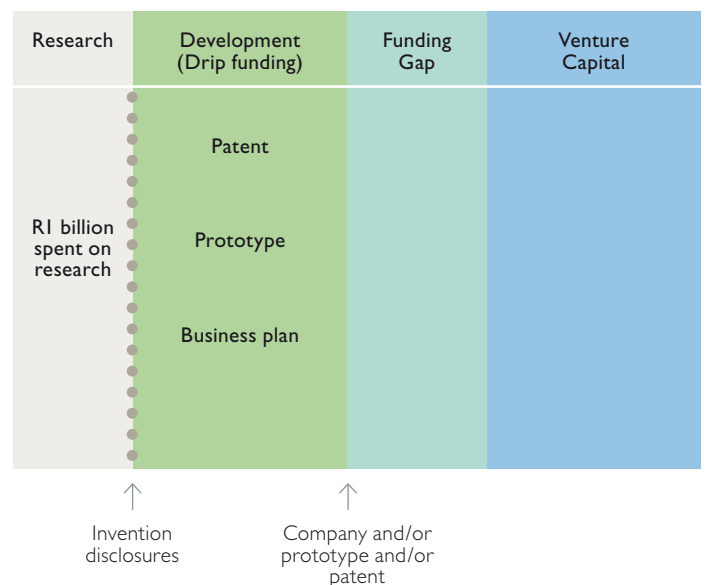 Research
Development
(Drip funding)
Funding
Gap
Venture
Capital
R1 billion
spent on
research
Patent
Prototype
Business plan
Invention
disclosures
Company and/or
prototype and/or
patent